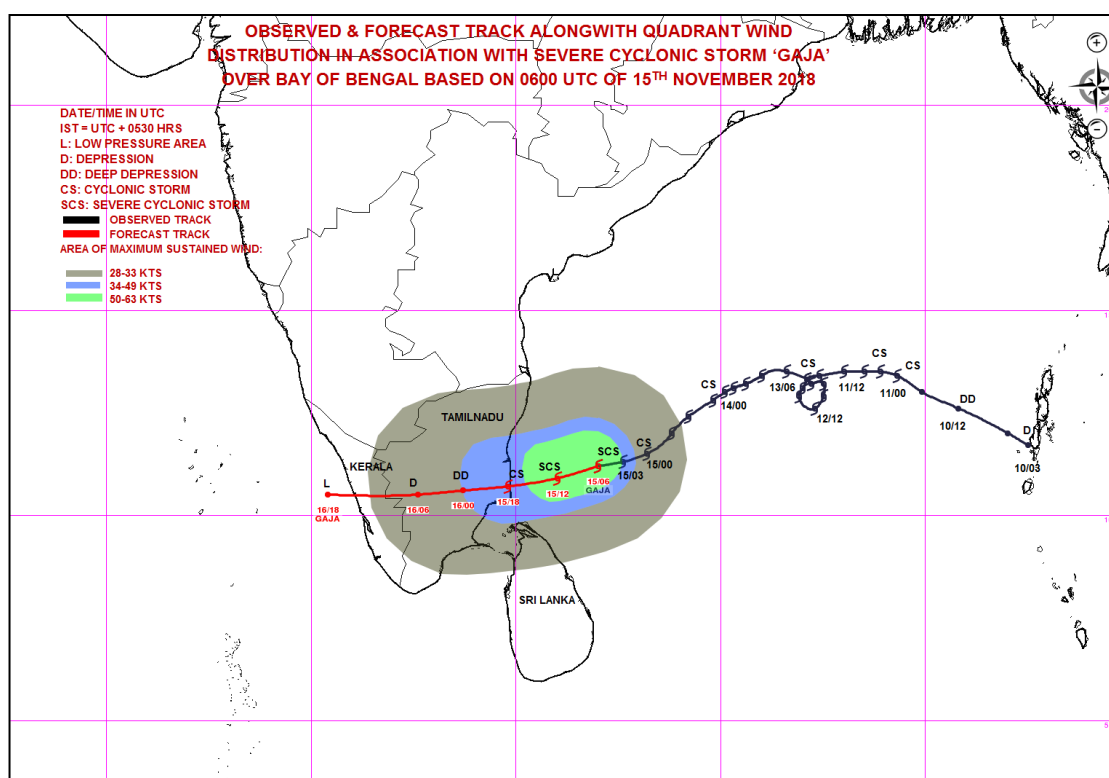 OBSERVED & FORECAST TRACK ALONGWITH QUADRANT WIND
DISTRIBUTION IN ASSOCIATION WITH SEVERE CYCLONIC STORM ‘GAJA’
OVER BAY OF BENGAL BASED ON 0600 UTC OF 15TH NOVEMBER 2018
DATE/TIME IN UTC
IST = UTC + 0530 HRS
L: LOW PRESSURE AREA
D: DEPRESSION
DD: DEEP DEPRESSION
CS: CYCLONIC STORM
SCS: SEVERE CYCLONIC STORM
OBSERVED TRACK
FORECAST TRACK
AREA OF MAXIMUM SUSTAINED WIND:
28-33 KTS
34-49 KTS
50-63 KTS
CS
CS
CS
13/06
11/12
11/00
CS
14/00
12/12
DD
10/12
D
10/03
TAMILNADU
KERALA
CS
15/00
SCS
15/03
SCS
15/06
GAJA
15/12
CS
15/18
DD
16/00
D
16/06
L
16/18
GAJA
SRI LANKA